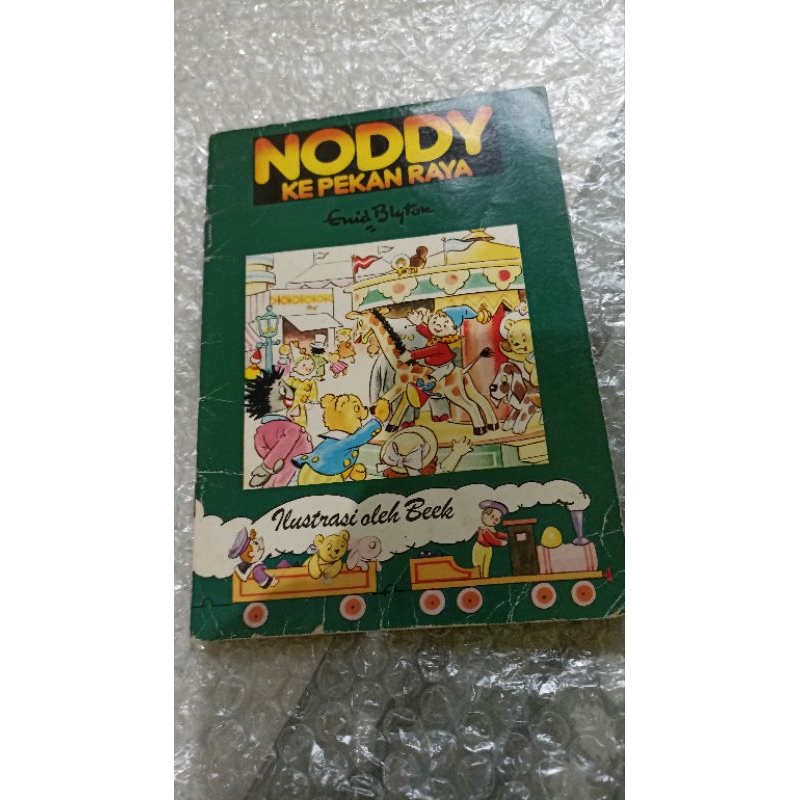 NODDY
KE PEKAN RAYA
Enid Blyton
Ilustrasi oleh Beek